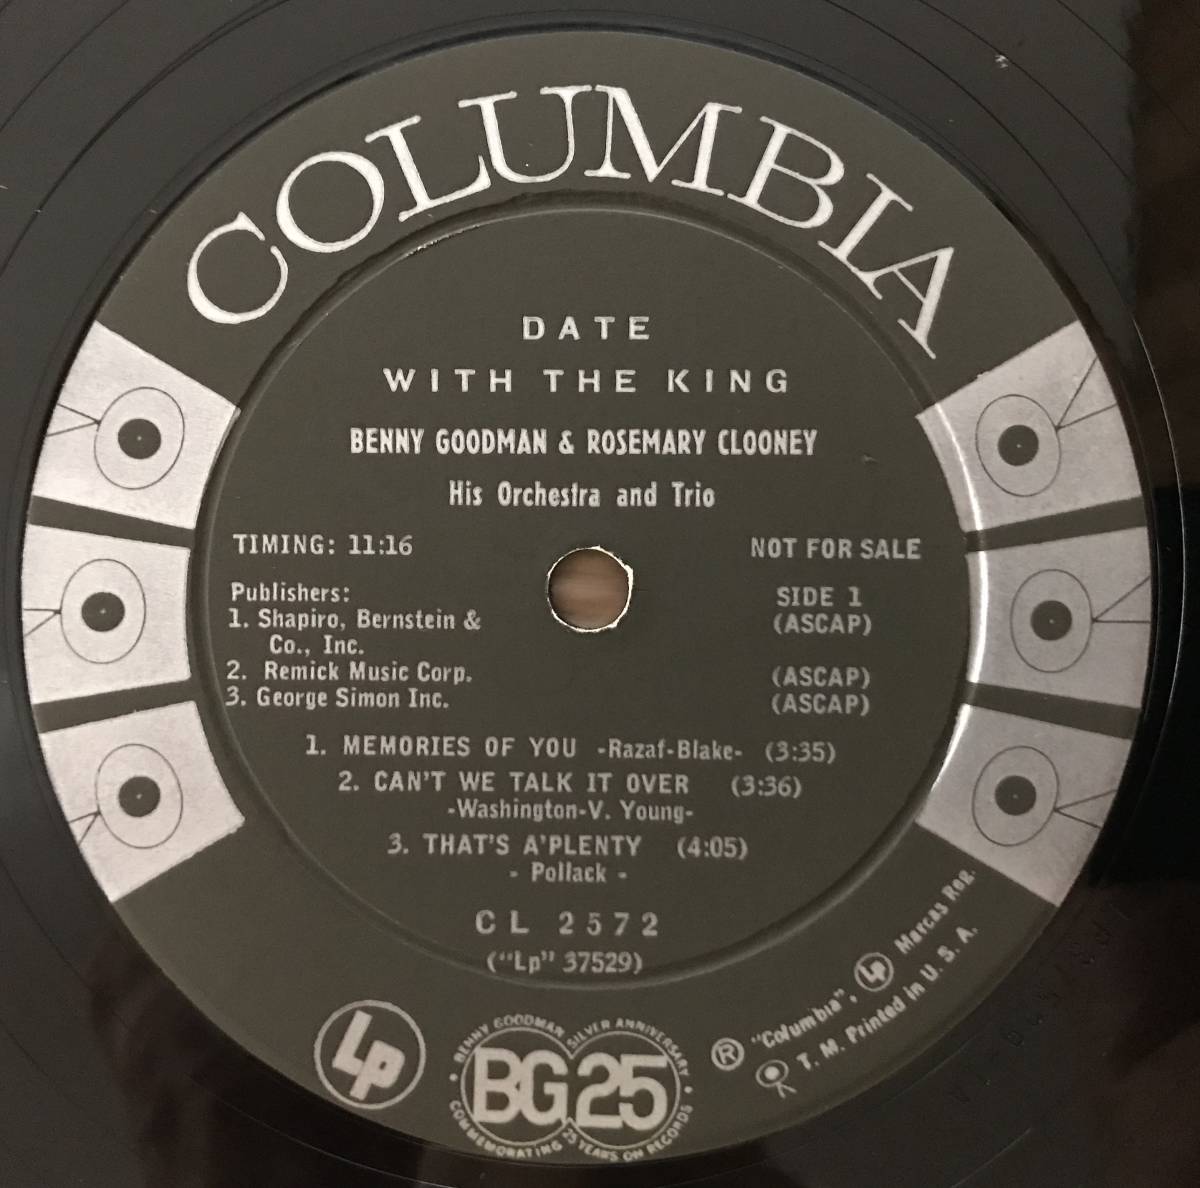 COLUMBIA
DATE
WITH THE KING
BENNY GOODMAN & ROSEMARY CLOONEY
His Orchestra and Trio
TIMING: 11:16
NOT FOR SALE
Publishers:
SIDE 1
1. Shapiro, Bernstein &
(ASCAP)
Co., Inc.
2. Remick Music Corp.
(ASCAP)
3. George Simon Inc.
(ASCAP)
1. MEMORIES OF YOU -Razaf-Blake- (3:35)
2. CAN'T WE TALK IT OVER (3:36)
-Washington-V. Young-
3. THAT'S A'PLENTY (4:05)
- Pollack -
CL 2572
("Lp" 37529)
Lp
BENNY GOODMAN SILVER ANNIVERSARY
BG25
COMMEMORATING 25 YEARS ON RECORDS
® "Columbia", Lp Marcas Reg.
T. M. Printed in U. S. A.